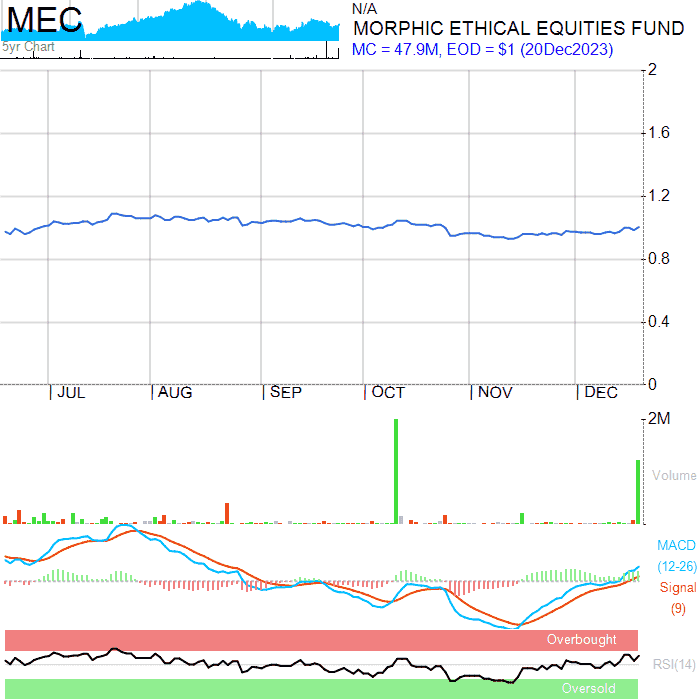 MEC
5yr Chart
N/A
MORPHIC ETHICAL EQUITIES FUND
MC = 47.9M, EOD = $1 (20Dec2023)
2
1.6
1.2
0.8
0.4
0
JUL AUG SEP OCT NOV DEC
2M
Volume
MACD
(12-26)
Signal
(9)
Overbought
RSI(14)
Oversold